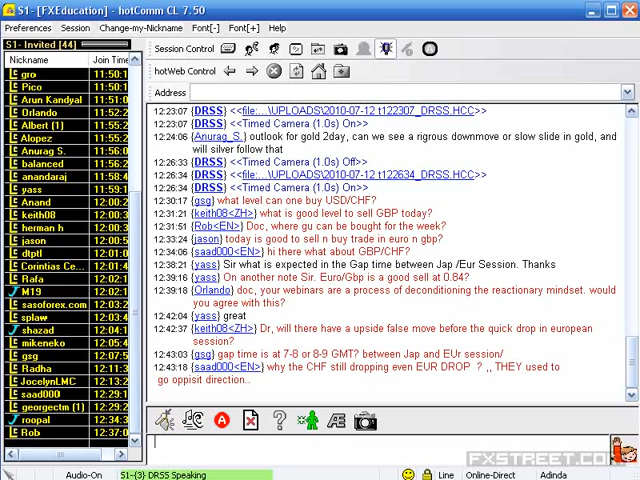 S1- [FXEducation] - hotComm CL 7.50
Preferences Session Change-my-Nickname Font[-] Font[+] Help
S1- Invited [44]
Nickname Join Time
gro 11:50:1
Pico 11:50:1
Arun Kandyal 11:51:0
Orlando 11:52:2
Albert (1) 11:52:2
Alopez 11:55:2
Anurag S. 11:56:0
balanced 11:56:2
anandaraj 11:58:4
yass 11:59:1
Anand 12:00:2
keith08 12:00:2
herman h 12:00:2
jason 12:00:2
dtptl 12:01:0
Corintias Ce... 12:02:0
Rafa 12:02:1
M19 12:02:1
sasoforex.com 12:03:0
splaw 12:03:4
shazad 12:04:1
mikeneko 12:05:4
gsg 12:07:5
Radha 12:11:3
JocelynLMC 12:13:2
saad000 12:29:1
georgectm (1) 12:29:2
roopal 12:34:3
Rob 12:37:0
Session Control
hotWeb Control
Address
12:23:07 {DRSS} <<file:...\UPLOADS\2010-07-12 t122307_DRSS.HCC>>
12:23:07 {DRSS} <<Timed Camera (1.0s) On>>
12:24:06 {Anurag_S.} outlook for gold 2day, can we see a rigrous downmove or slow slide in gold, and
will silver follow that
12:26:33 {DRSS} <<Timed Camera (1.0s) Off>>
12:26:34 {DRSS} <<file:...\UPLOADS\2010-07-12 t122634_DRSS.HCC>>
12:26:34 {DRSS} <<Timed Camera (1.0s) On>>
12:30:17 {gsg} what level can one buy USD/CHF?
12:31:21 {keith08<ZH>} what is good level to sell GBP today?
12:31:51 {Rob<EN>} Doc, where gu can be bought for the week?
12:33:24 {jason} today is good to sell n buy trade in euro n gbp?
12:34:06 {saad000<EN>} hi there what about GBP/CHF?
12:38:21 {yass} Sir what is expected in the Gap time between Jap /Eur Session. Thanks
12:39:16 {yass} On another note Sir. Euro/Gbp is a good sell at 0.84?
12:39:18 {Orlando} doc, your webinars are a process of deconditioning the reactionary mindset. would
you agree with this?
12:42:04 {yass} great
12:42:37 {keith08<ZH>} Dr, will there have a upside false move before the quick drop in european
session?
12:43:03 {gsg} gap time is at 7-8 or 8-9 GMT? between Jap and EUr session/
12:43:18 {saad000<EN>} why the CHF still dropping even EUR DROP ? ,, THEY used to
go oppisit direction..
FXSTREET.COM
Audio-On S1-{3} DRSS Speaking Line Online-Direct Adinda